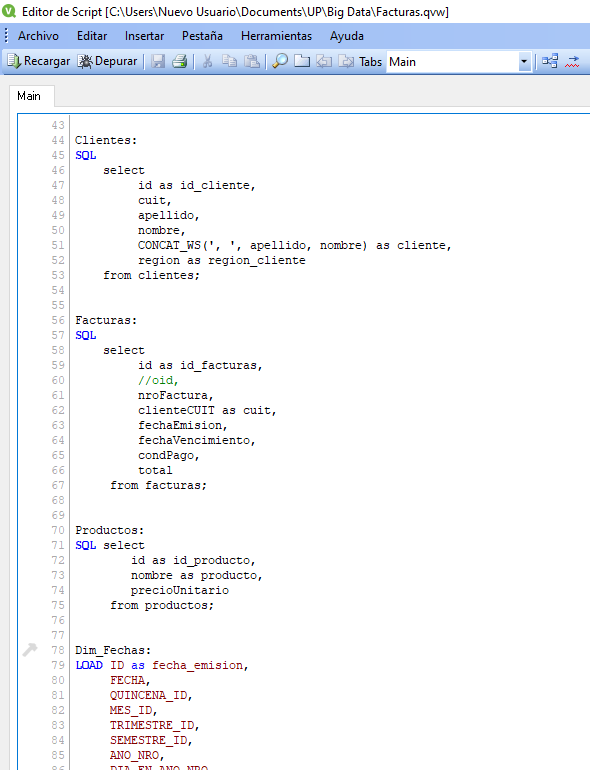 Editor de Script [C:\Users\Nuevo Usuario\Documents\UP\Big Data\Facturas.qvw]
Archivo Editar Insertar Pestaña Herramientas Ayuda
Recargar Depurar Tabs Main
Main
43
44 Clientes:
45 SQL
46 select
47 id as id_cliente,
48 cuit,
49 apellido,
50 nombre,
51 CONCAT_WS(', ', apellido, nombre) as cliente,
52 region as region_cliente
53 from clientes;
54
55
56 Facturas:
57 SQL
58 select
59 id as id_facturas,
60 //oid,
61 nroFactura,
62 clienteCUIT as cuit,
63 fechaEmision,
64 fechaVencimiento,
65 condPago,
66 total
67 from facturas;
68
69
70 Productos:
71 SQL select
72 id as id_producto,
73 nombre as producto,
74 precioUnitario
75 from productos;
76
77
78 Dim_Fechas:
79 LOAD ID as fecha_emision,
80 FECHA,
81 QUINCENA_ID,
82 MES_ID,
83 TRIMESTRE_ID,
84 SEMESTRE_ID,
85 ANO_NRO,
86 DIA_EN_ANO_NRO